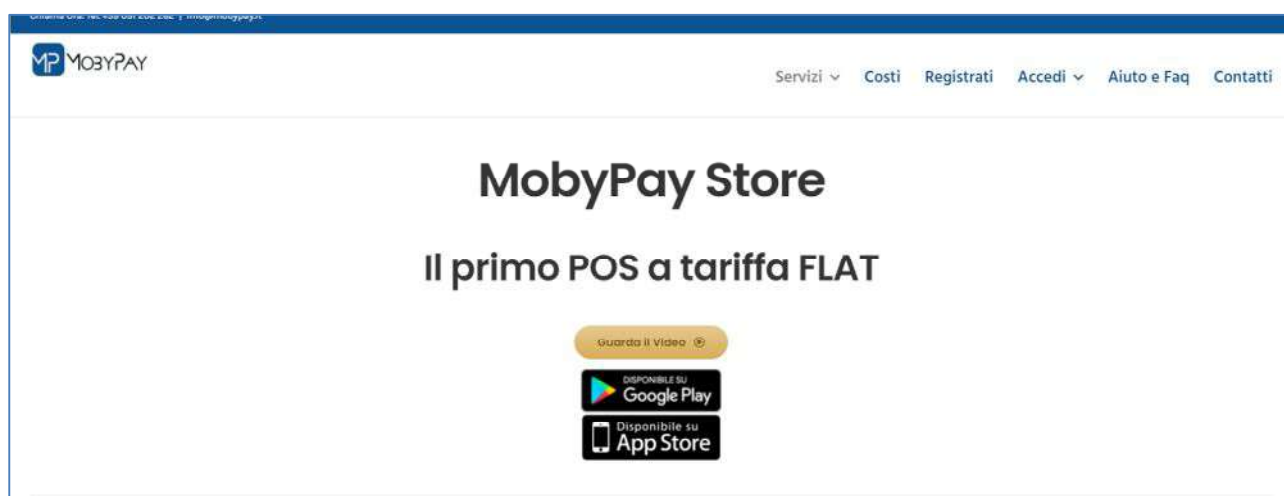 MP MOBYPAY
Servizi Costi Registrati Accedi Aiuto e Faq Contatti
MobyPay Store
Il primo POS a tariffa FLAT
Guarda il Video
DISPONIBILE SU
Google Play
Disponibile su
App Store